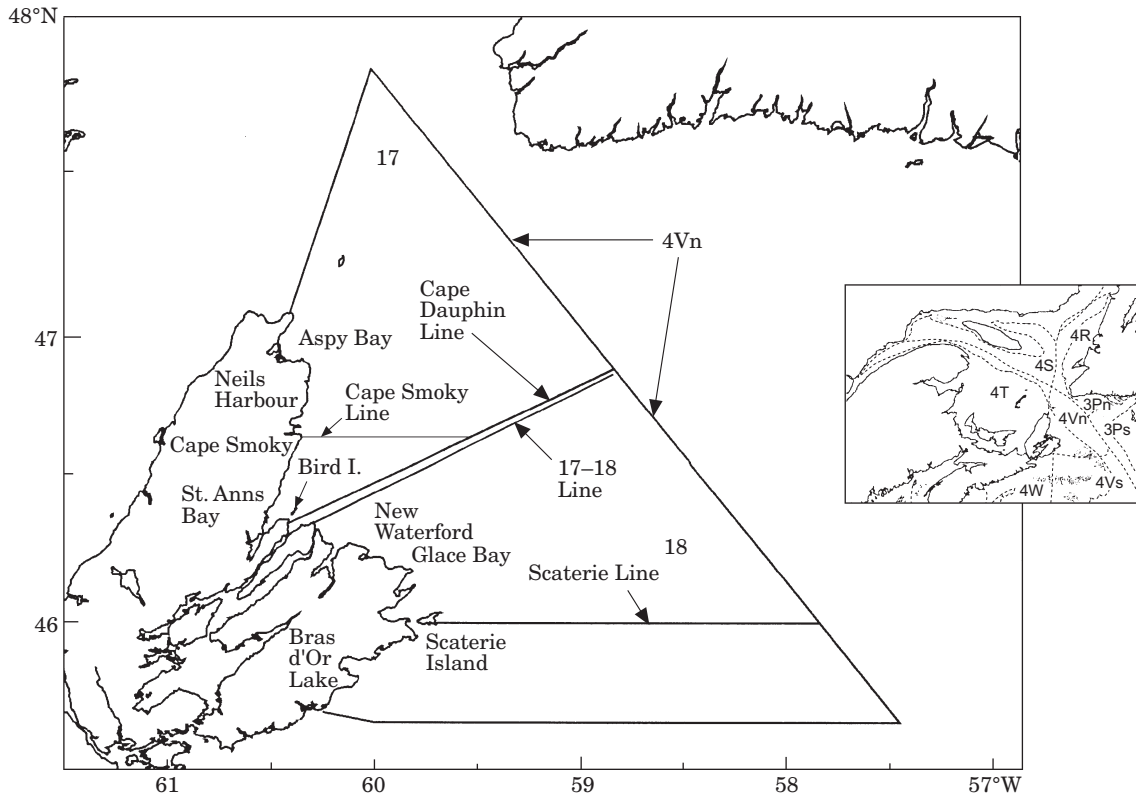 48°N
17
4Vn
Cape
Dauphin
Line
47
Aspy Bay
Neils
Harbour
Cape Smoky
Line
Cape Smoky
Bird I.
17–18
Line
St. Anns
Bay
New
Waterford
Glace Bay
18
Scaterie Line
46
Bras
d'Or
Lake
Scaterie
Island
61
60
59
58
57°W
4R
4S
4T
3Pn
4Vn
3Ps
4W
4Vs